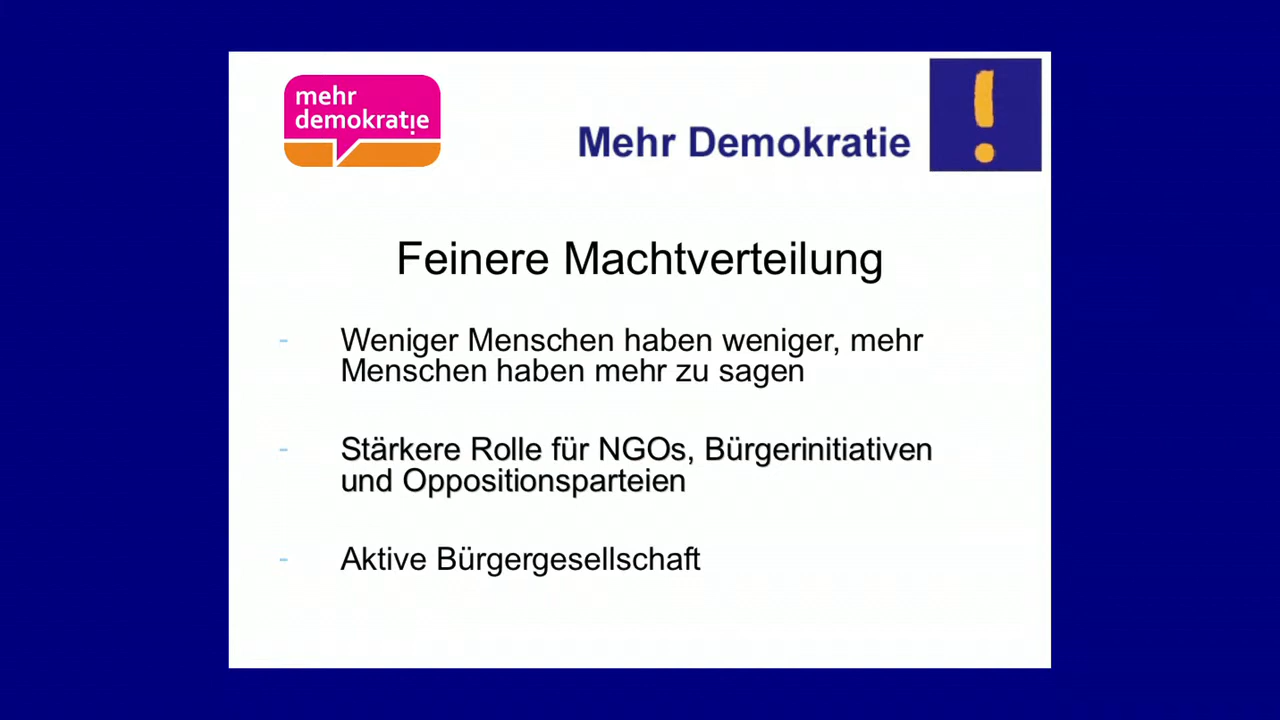 mehr
demokratie
Mehr Demokratie
!
Feinere Machtverteilung
- Weniger Menschen haben weniger, mehr
Menschen haben mehr zu sagen
- Stärkere Rolle für NGOs, Bürgerinitiativen
und Oppositionsparteien
- Aktive Bürgergesellschaft